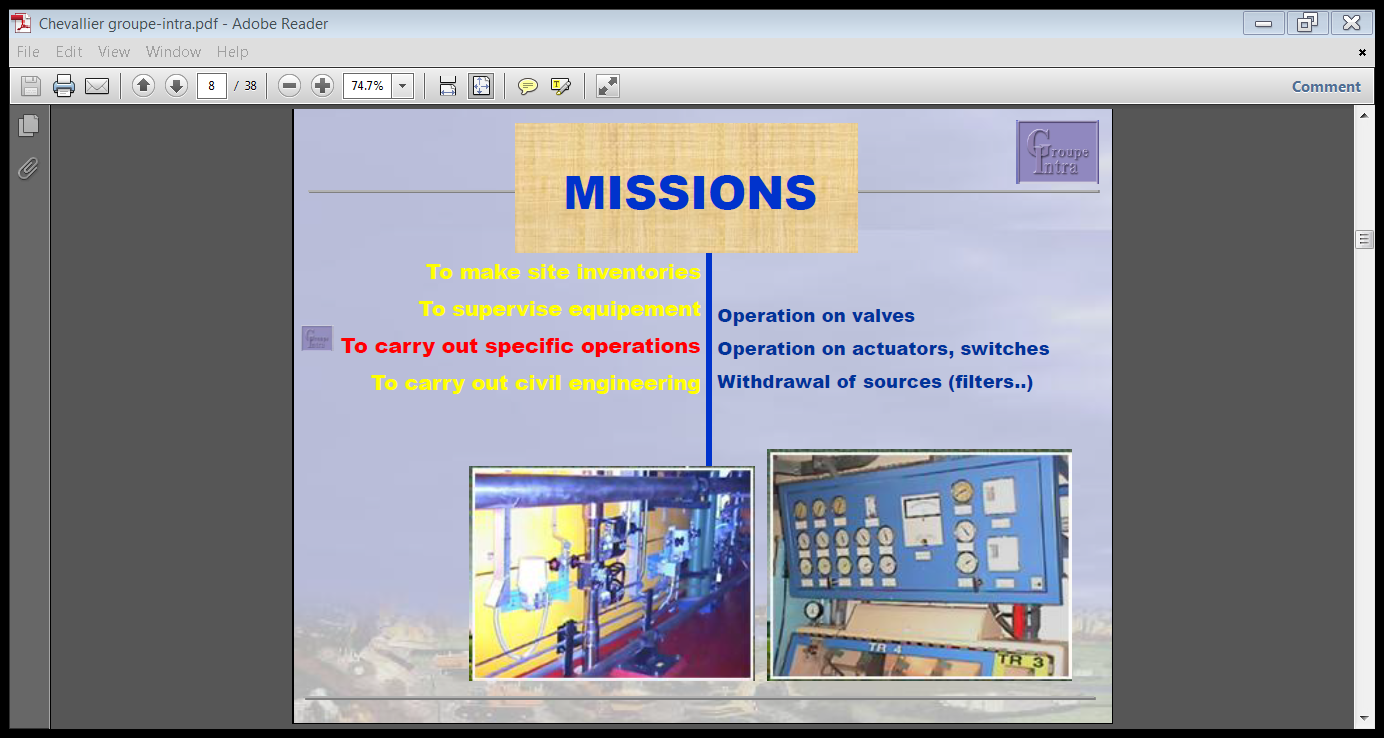 Chevallier groupe-intra.pdf - Adobe Reader
File Edit View Window Help
8 / 38 74.7% Comment
Groupe
Intra
MISSIONS
To make site inventories
To supervise equipement
To carry out specific operations
To carry out civil engineering
Operation on valves
Operation on actuators, switches
Withdrawal of sources (filters..)
TR 4
TR 3